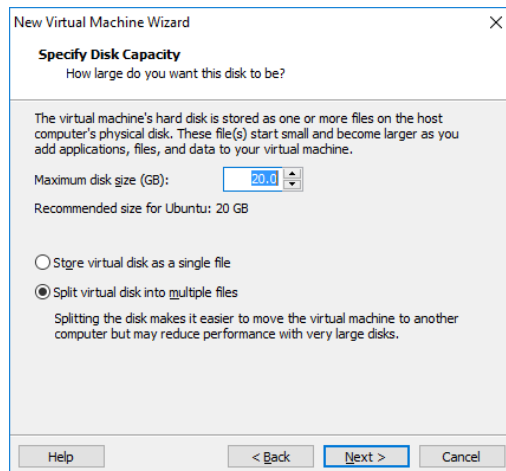 New Virtual Machine Wizard
Specify Disk Capacity
How large do you want this disk to be?
The virtual machine's hard disk is stored as one or more files on the host
computer's physical disk. These file(s) start small and become larger as you
add applications, files, and data to your virtual machine.
Maximum disk size (GB): 20.0
Recommended size for Ubuntu: 20 GB
Store virtual disk as a single file
Split virtual disk into multiple files
Splitting the disk makes it easier to move the virtual machine to another
computer but may reduce performance with very large disks.
Help < Back Next > Cancel